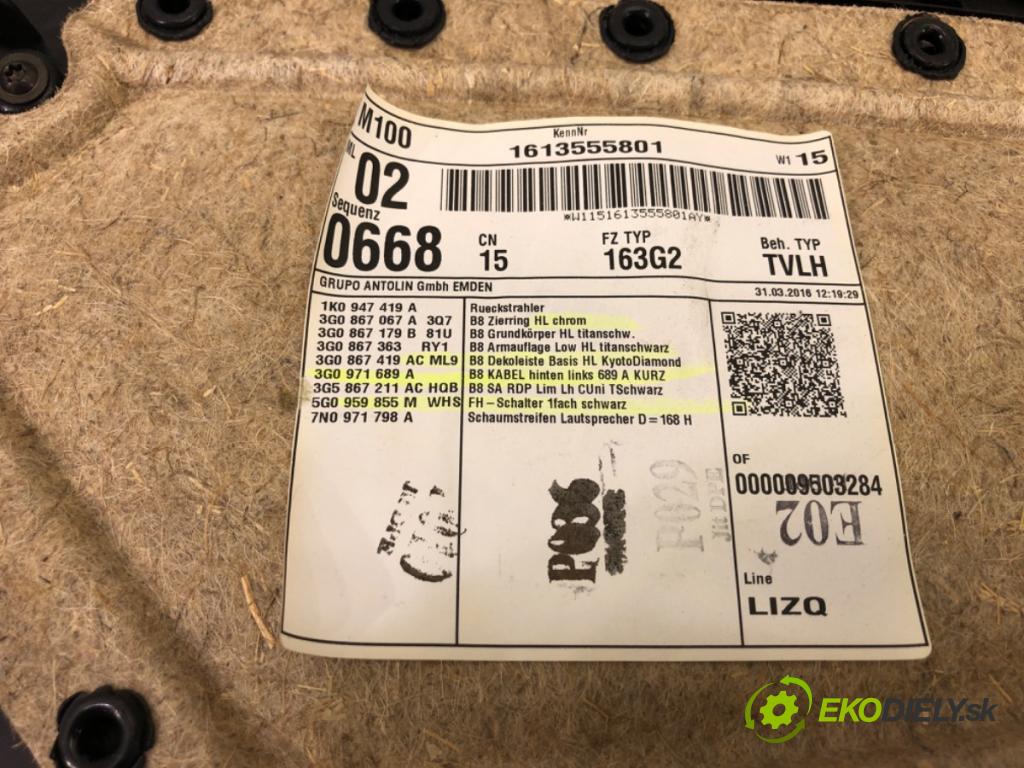 M100
KennNr
1613555801
W1 15
02
Sequenz
*W1151613555801AY*
0668
CN
15
FZ TYP
163G2
Beh. TYP
TVLH
GRUPO ANTOLIN Gmbh EMDEN
31.03.2016 12:19:29
1K0 947 419 A Rueckstrahler
3G0 867 067 A 3Q7 B8 Zierring HL chrom
3G0 867 179 B 81U B8 Grundkörper HL titanschw.
3G0 867 363 RY1 B8 Armauflage Low HL titanschwarz
3G0 867 419 AC ML9 B8 Dekoleiste Basis HL KyotoDiamond
3G0 971 689 A B8 KABEL hinten links 689 A KURZ
3G5 867 211 AC HQB B8 SA RDP Lim Lh CUni TSchwarz
5G0 959 855 M WHS FH-Schalter 1fach schwarz
7N0 971 798 A Schaumstreifen Lautsprecher D=168 H
OF
000009503284
E02
P029
Jit DPE
Line
LIZQ
EKODIELY.sk